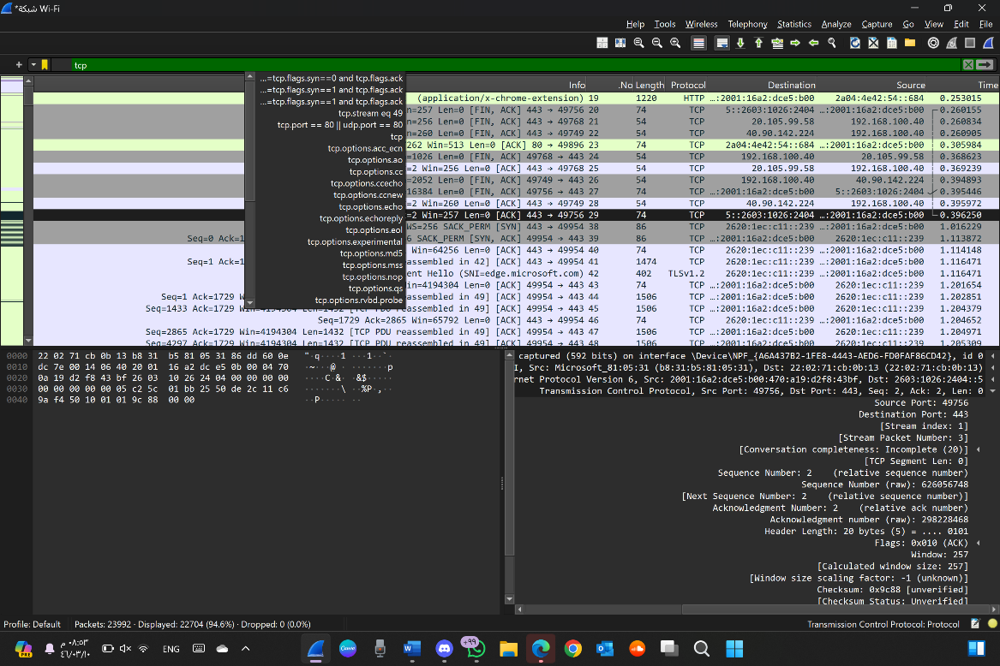 *شبكة Wi-Fi
File Edit View Go Capture Analyze Statistics Telephony Wireless Tools Help
tcp
Time Source Destination Protocol Length No. Info
0.253015 2a04:4e42:54::684 2001:16a2:dce5:b00:… HTTP 1220 19 (application/x-chrome-extension)
0.260155 2603:1026:2404::5 2001:16a2:dce5:b00:… TCP 74 20 443 → 49756 [FIN, ACK] Len=0 n=257
0.260834 192.168.100.40 20.105.99.58 TCP 54 21 443 → 49768 [FIN, ACK] Len=0 n=256
0.260905 192.168.100.40 40.90.142.224 TCP 54 22 443 → 49749 [FIN, ACK] Len=0 n=260
0.305984 2001:16a2:dce5:b00:… 2a04:4e42:54::684 TCP 74 23 80 → 49896 [ACK] Len=0 Win=513 262
0.368623 20.105.99.58 192.168.100.40 TCP 54 24 443 → 49768 [FIN, ACK] Len=0 =1026
0.369239 192.168.100.40 20.105.99.58 TCP 54 25 443 → 49768 [ACK] Len=0 Win=256 =2
0.394893 40.90.142.224 192.168.100.40 TCP 54 26 443 → 49749 [FIN, ACK] Len=0 =2052
0.395446 2603:1026:2404::5 2001:16a2:dce5:b00:… TCP 74 27 443 → 49756 [FIN, ACK] Len=0 16384
0.395972 192.168.100.40 40.90.142.224 TCP 54 28 443 → 49749 [ACK] Len=0 Win=260 =2
0.396250 2001:16a2:dce5:b00:… 2603:1026:2404::5 TCP 74 29 443 → 49756 [ACK] Len=0 Win=257 =2
1.016229 2001:16a2:dce5:b00:… 2620:1ec:c11::239 TCP 86 38 443 → 49954 [SYN] SACK_PERM WS=256
1.113872 2620:1ec:c11::239 2001:16a2:dce5:b00:… TCP 86 39 443 → 49954 [SYN, ACK] SACK_PERM Seq=0 Ack=1
1.114148 2001:16a2:dce5:b00:… 2620:1ec:c11::239 TCP 74 40 443 → 49954 [ACK] Len=0 Win=64256
1.116471 2001:16a2:dce5:b00:… 2620:1ec:c11::239 TCP 1474 41 443 → 49954 [ACK] Seq=1 Ack=1 assembled in 42]
1.116471 2001:16a2:dce5:b00:… 2620:1ec:c11::239 TLSv1.2 402 42 ent Hello (SNI=edge.microsoft.com)
1.201654 2620:1ec:c11::239 2001:16a2:dce5:b00:… TCP 74 43 49954 → 443 [ACK] Len=0 in=4194304
1.202851 2620:1ec:c11::239 2001:16a2:dce5:b00:… TCP 1506 44 49954 → 443 [ACK] Seq=1 Ack=1729 assembled in 49]
1.204379 2620:1ec:c11::239 2001:16a2:dce5:b00:… TCP 1506 45 49954 → 443 [ACK] Seq=1433 Ack=1729 Win=4194304 Len=1432 [TCP PDU reassembled in 49]
1.204652 2001:16a2:dce5:b00:… 2620:1ec:c11::239 TCP 74 46 443 → 49954 [ACK] Seq=1729 Ack=2865 Win=65792 Len=0
1.204971 2620:1ec:c11::239 2001:16a2:dce5:b00:… TCP 1506 47 49954 → 443 [ACK] Seq=2865 Ack=1729 Win=4194304 Len=1432 [TCP PDU reassembled in 49]
1.205309 2620:1ec:c11::239 2001:16a2:dce5:b00:… TCP 1506 48 49954 → 443 [ACK] Seq=4297 Ack=1729 Win=4194304 Len=1432 [TCP PDU reassembled in 49]
…=tcp.flags.syn==0 and tcp.flags.ack
…=tcp.flags.syn==1 and tcp.flags.ack
…=tcp.flags.syn==1 and tcp.flags.ack
tcp.stream eq 49
tcp.port == 80 || udp.port == 80
tcp
tcp.options.acc_ecn
tcp.options.ao
tcp.options.cc
tcp.options.ccecho
tcp.options.ccnew
tcp.options.echo
tcp.options.echoreply
tcp.options.eol
tcp.options.experimental
tcp.options.md5
tcp.options.mss
tcp.options.nop
tcp.options.qs
tcp.options.rvbd.probe
0000 22 02 71 cb 0b 13 b8 31 b5 81 05 31 86 dd 60 0e "·q····1 ···1··`·
0010 dc 7e 00 14 06 40 20 01 16 a2 dc e5 0b 00 04 70 ·~···@ · ·······p
0020 0a 19 d2 f8 43 bf 26 03 10 26 24 04 00 00 00 00 ····C·&· ·&$·····
0030 00 00 00 00 00 05 c2 5c 01 bb 25 50 de 2c 11 c6 ·······\ ··%P·,··
0040 9a f4 50 10 01 01 9c 88 00 00 ··P····· ··
captured (592 bits) on interface \Device\NPF_{A6A437B2-1FE8-4443-AED6-FD0FAF86CD42}, id 0
I, Src: Microsoft_81:05:31 (b8:31:b5:81:05:31), Dst: 22:02:71:cb:0b:13 (22:02:71:cb:0b:13)
rnet Protocol Version 6, Src: 2001:16a2:dce5:b00:470:a19:d2f8:43bf, Dst: 2603:1026:2404::5
Transmission Control Protocol, Src Port: 49756, Dst Port: 443, Seq: 2, Ack: 2, Len: 0
Source Port: 49756
Destination Port: 443
[Stream index: 1]
[Stream Packet Number: 3]
[Conversation completeness: Incomplete (20)]
[TCP Segment Len: 0]
Sequence Number: 2 (relative sequence number)
Sequence Number (raw): 626056748
[Next Sequence Number: 2 (relative sequence number)]
Acknowledgment Number: 2 (relative ack number)
Acknowledgment number (raw): 298228468
0101 .... = Header Length: 20 bytes (5)
Flags: 0x010 (ACK)
Window: 257
[Calculated window size: 257]
[Window size scaling factor: -1 (unknown)]
Checksum: 0x9c88 [unverified]
[Checksum Status: Unverified]
Profile: Default
Packets: 23992 · Displayed: 22704 (94.6%) · Dropped: 0 (0.0%)
Transmission Control Protocol: Protocol
PRE
٠٨:٥٣ م
٤٦/٠٣/١٠
ENG
Canva
W
+99